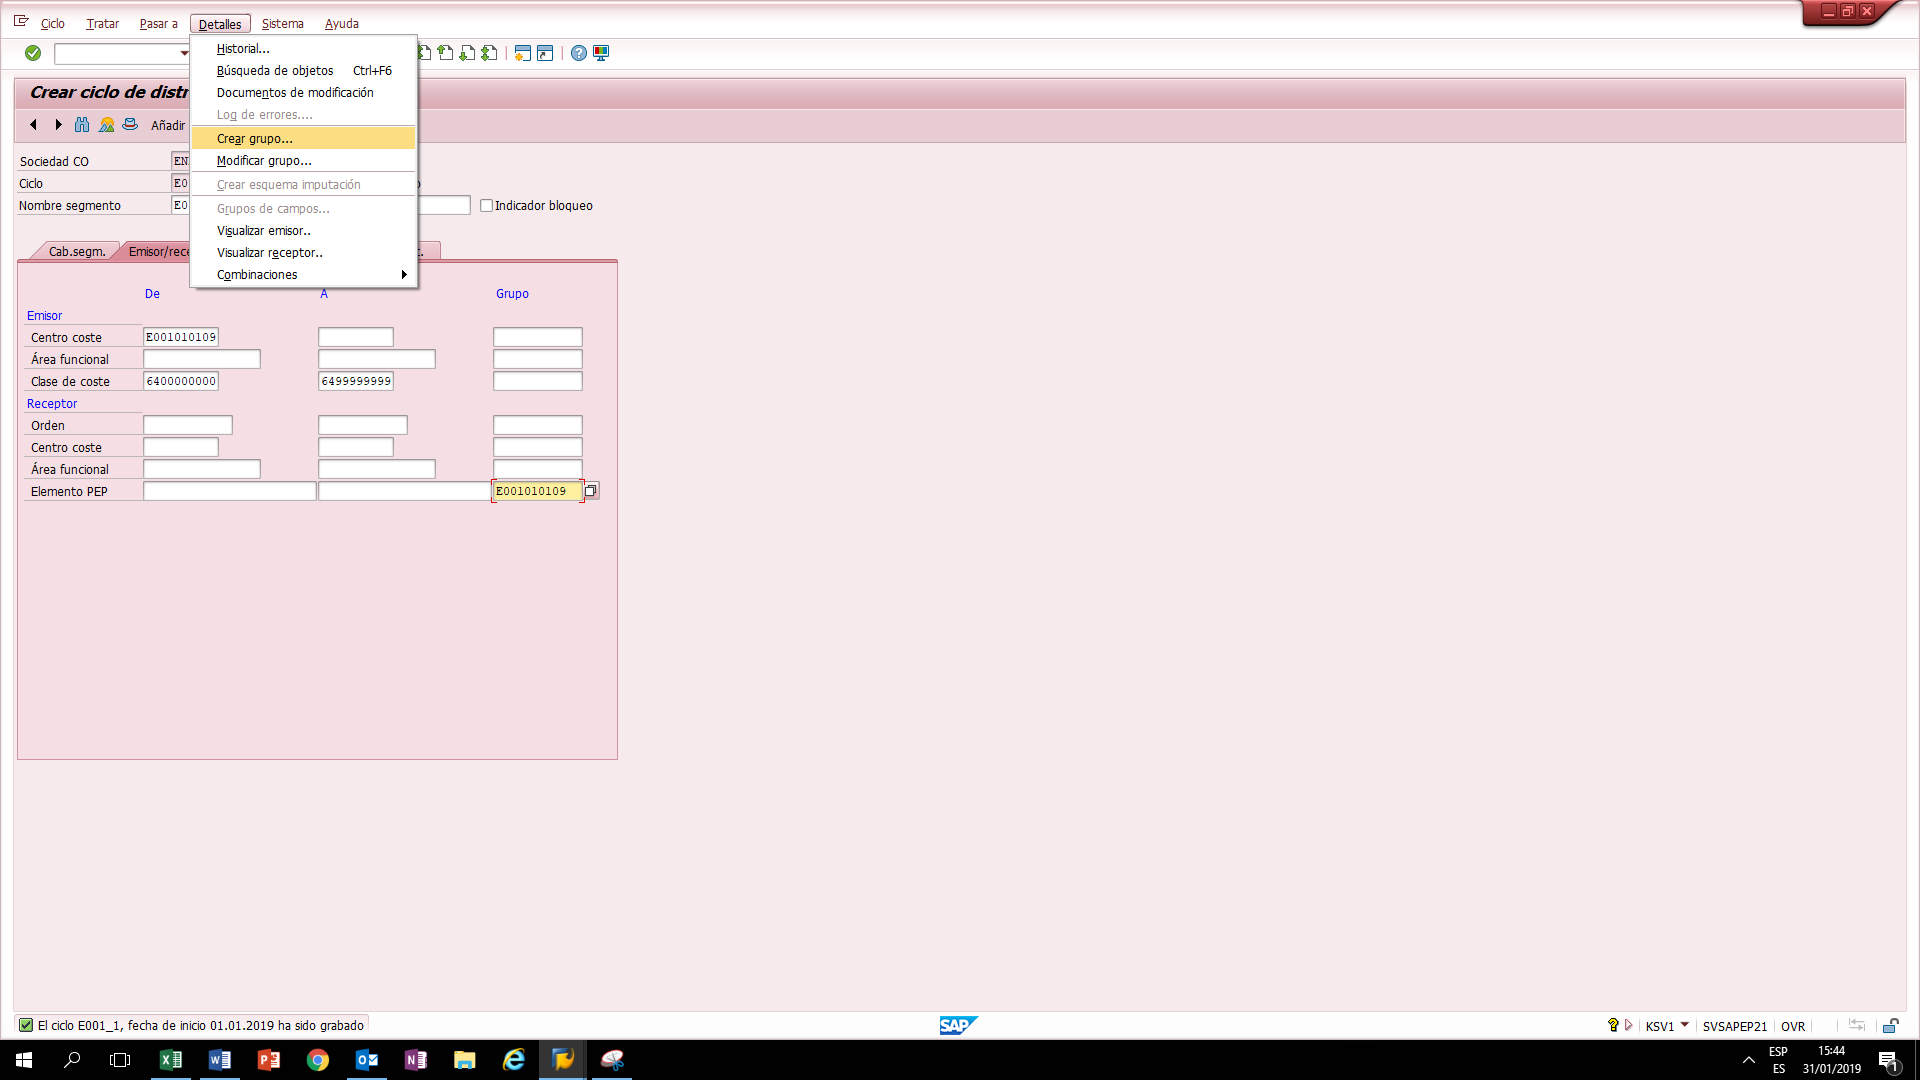 Ciclo Tratar Pasar a Detalles Sistema Ayuda
Historial...
Búsqueda de objetos Ctrl+F6
Documentos de modificación
Log de errores....
Crear grupo...
Modificar grupo...
Crear esquema imputación
Grupos de campos...
Visualizar emisor..
Visualizar receptor..
Combinaciones
Crear ciclo de distr
Añadir
Sociedad CO EN
Ciclo E0
Nombre segmento E0 Indicador bloqueo
Cab.segm. Emisor/rece
De A Grupo
Emisor
Centro coste E001010109
Área funcional
Clase de coste 6400000000 6499999999
Receptor
Orden
Centro coste
Área funcional
Elemento PEP E001010109
El ciclo E001_1, fecha de inicio 01.01.2019 ha sido grabado
SAP
KSV1 SVSAPEP21 OVR
ESP 15:44
ES 31/01/2019
1